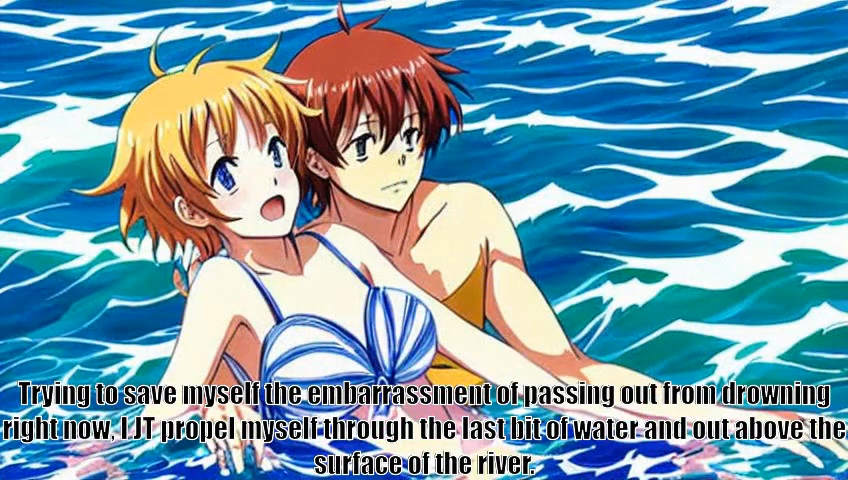 Trying to save myself the embarrassment of passing out from drowning
right now, I JT propel myself through the last bit of water and out above the
surface of the river.